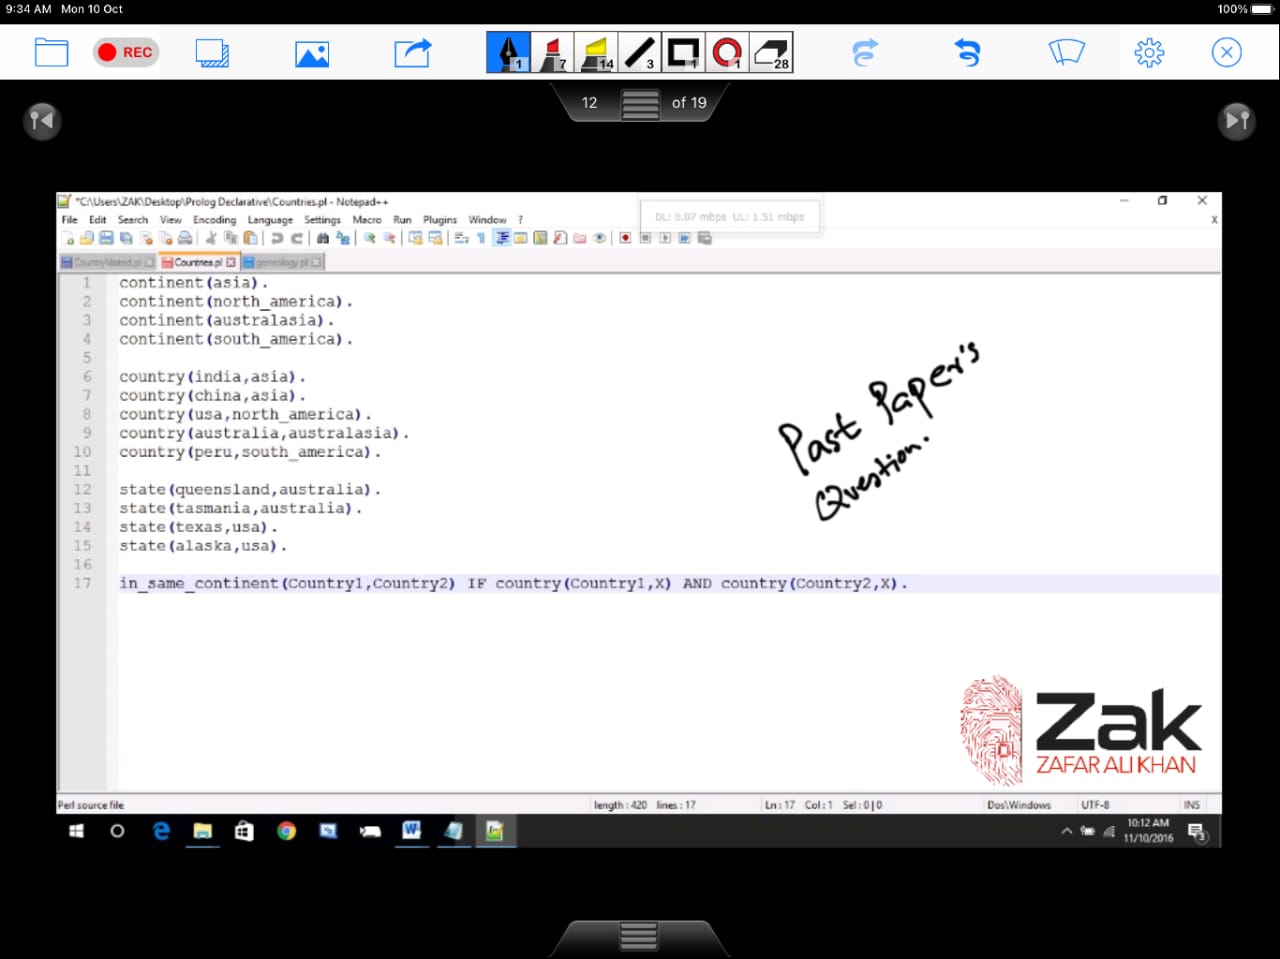 9:34 AM Mon 10 Oct
100%
REC
1
7
14
3
1
1
28
12 of 19
*C:\Users\ZAK\Desktop\Prolog Declarative\Countries.pl - Notepad++
File Edit Search View Encoding Language Settings Macro Run Plugins Window ?
X
DL: 0.07 mbps UL: 1.51 mbps
CountryVisited.pl Countries.pl geneology.pl
1 continent(asia).
2 continent(north_america).
3 continent(australasia).
4 continent(south_america).
5
6 country(india,asia).
7 country(china,asia).
8 country(usa,north_america).
9 country(australia,australasia).
10 country(peru,south_america).
11
12 state(queensland,australia).
13 state(tasmania,australia).
14 state(texas,usa).
15 state(alaska,usa).
16
17 in_same_continent(Country1,Country2) IF country(Country1,X) AND country(Country2,X).
Past Paper's
Question.
Zak
ZAFAR ALI KHAN
Perl source file length : 420 lines : 17 Ln : 17 Col : 1 Sel : 0 | 0 Dos\Windows UTF-8 INS
10:12 AM
11/10/2016
3